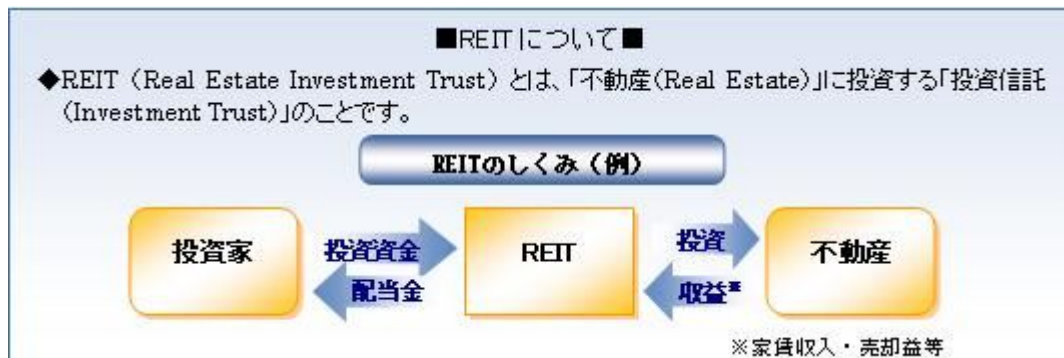 ■REITについて■
◆REIT（Real Estate Investment Trust）とは、「不動産(Real Estate)」に投資する「投資信託
(Investment Trust)」のことです。
REITのしくみ（例）
投資家
投資資金
配当金
REIT
投資
収益※
不動産
※家賃収入・売却益等